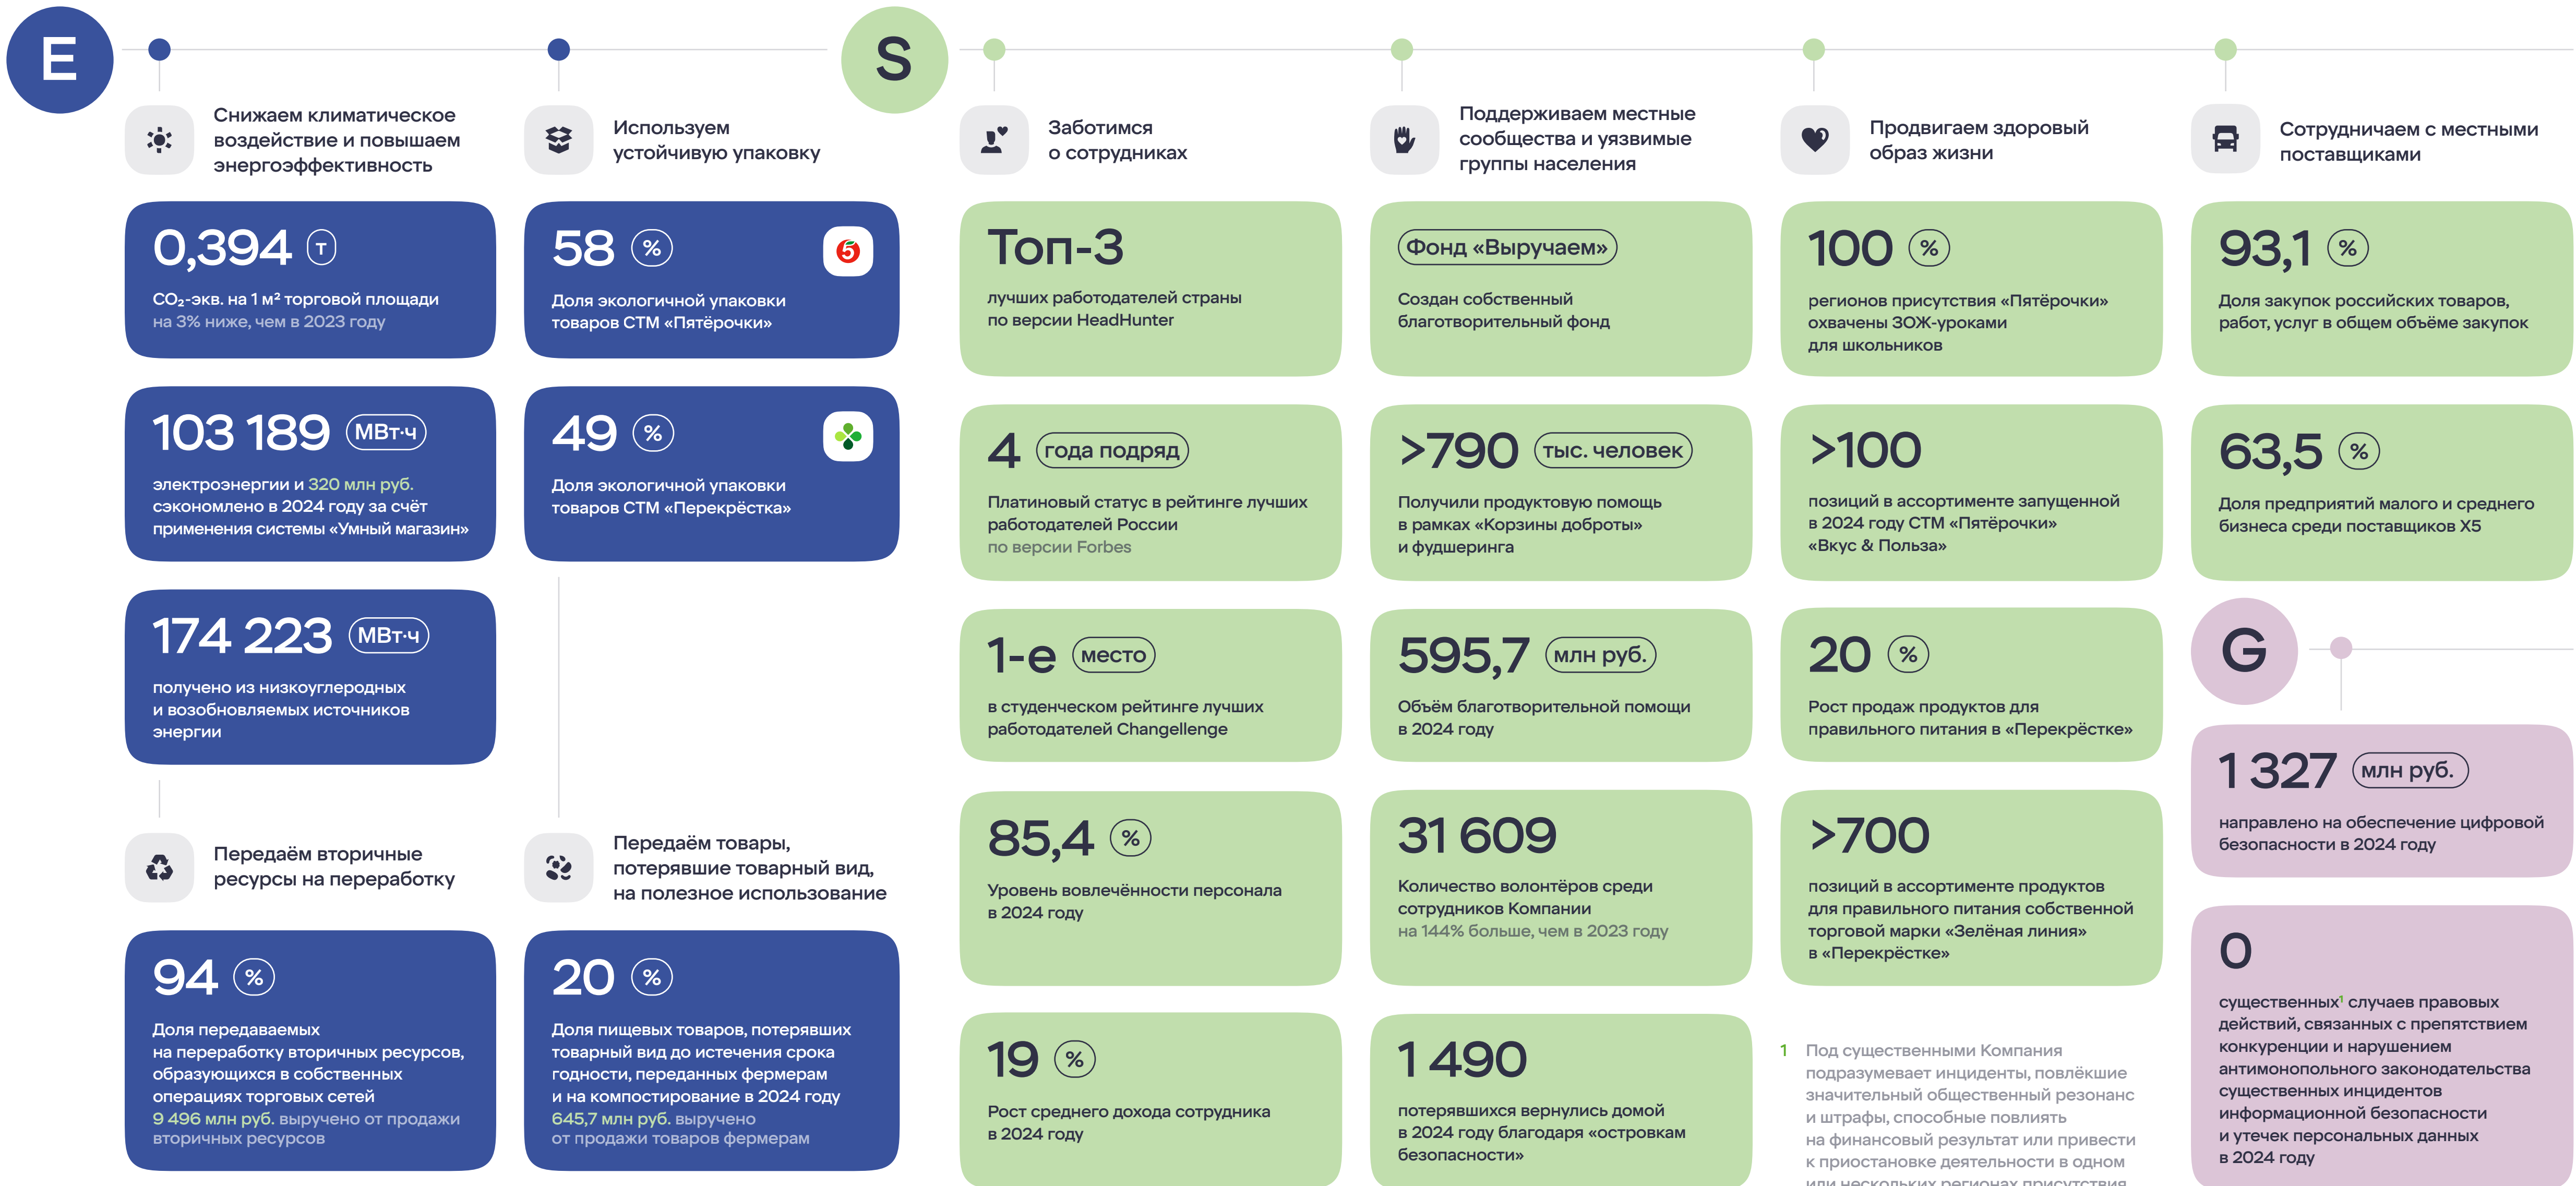 E
Снижаем климатическое
воздействие и повышаем
энергоэффективность
0,394 т
CO₂-экв. на 1 м² торговой площади
на 3% ниже, чем в 2023 году
103 189 МВт·ч
электроэнергии и 320 млн руб.
сэкономлено в 2024 году за счёт
применения системы «Умный магазин»
174 223 МВт·ч
получено из низкоуглеродных
и возобновляемых источников
энергии
Передаём вторичные
ресурсы на переработку
94 %
Доля передаваемых
на переработку вторичных ресурсов,
образующихся в собственных
операциях торговых сетей
9 496 млн руб. выручено от продажи
вторичных ресурсов
Используем
устойчивую упаковку
58 %
5
Доля экологичной упаковки
товаров СТМ «Пятёрочки»
49 %
Доля экологичной упаковки
товаров СТМ «Перекрёстка»
Передаём товары,
потерявшие товарный вид,
на полезное использование
20 %
Доля пищевых товаров, потерявших
товарный вид до истечения срока
годности, переданных фермерам
и на компостирование в 2024 году
645,7 млн руб. выручено
от продажи товаров фермерам
S
Заботимся
о сотрудниках
Топ-3
лучших работодателей страны
по версии HeadHunter
4 года подряд
Платиновый статус в рейтинге лучших
работодателей России
по версии Forbes
1-е место
в студенческом рейтинге лучших
работодателей Changellenge
85,4 %
Уровень вовлечённости персонала
в 2024 году
19 %
Рост среднего дохода сотрудника
в 2024 году
Поддерживаем местные
сообщества и уязвимые
группы населения
Фонд «Выручаем»
Создан собственный
благотворительный фонд
>790 тыс. человек
Получили продуктовую помощь
в рамках «Корзины доброты»
и фудшеринга
595,7 млн руб.
Объём благотворительной помощи
в 2024 году
31 609
Количество волонтёров среди
сотрудников Компании
на 144% больше, чем в 2023 году
1 490
потерявшихся вернулись домой
в 2024 году благодаря «островкам
безопасности»
Продвигаем здоровый
образ жизни
100 %
регионов присутствия «Пятёрочки»
охвачены ЗОЖ-уроками
для школьников
>100
позиций в ассортименте запущенной
в 2024 году СТМ «Пятёрочки»
«Вкус & Польза»
20 %
Рост продаж продуктов для
правильного питания в «Перекрёстке»
>700
позиций в ассортименте продуктов
для правильного питания собственной
торговой марки «Зелёная линия»
в «Перекрёстке»
1 Под существенными Компания
подразумевает инциденты, повлёкшие
значительный общественный резонанс
и штрафы, способные повлиять
на финансовый результат или привести
к приостановке деятельности в одном
или нескольких регионах присутствия
Сотрудничаем с местными
поставщиками
93,1 %
Доля закупок российских товаров,
работ, услуг в общем объёме закупок
63,5 %
Доля предприятий малого и среднего
бизнеса среди поставщиков X5
G
1 327 млн руб.
направлено на обеспечение цифровой
безопасности в 2024 году
0
существенных¹ случаев правовых
действий, связанных с препятствием
конкуренции и нарушением
антимонопольного законодательства
существенных инцидентов
информационной безопасности
и утечек персональных данных
в 2024 году